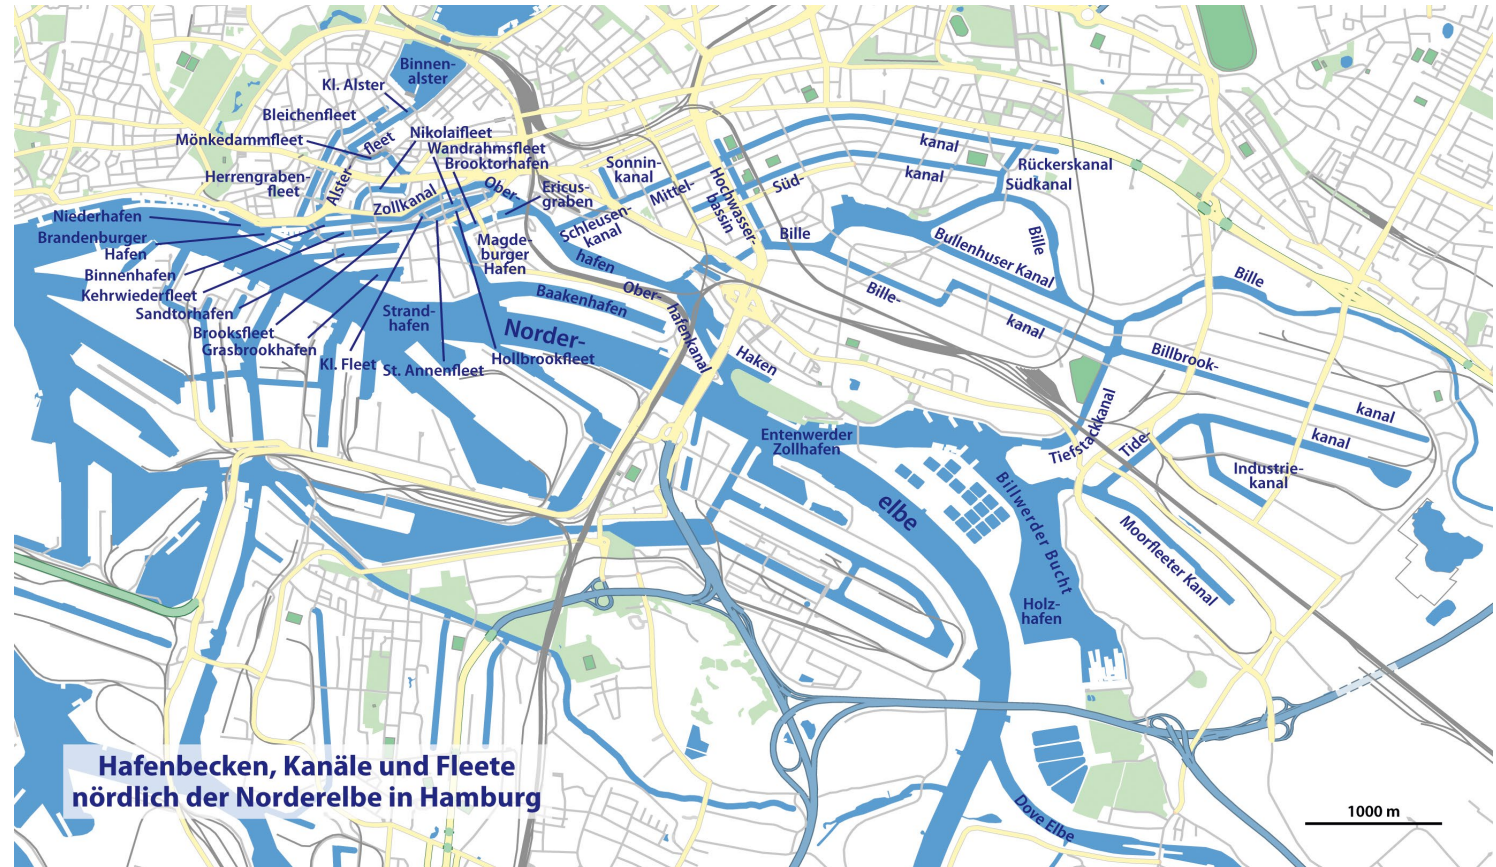 Binnen-
alster
Kl. Alster
Bleichenfleet
Mönkedammfleet
Nikolaifleet
Wandrahmsfleet
Brooktorhafen
Herrengraben-
fleet
Alster-
fleet
Zollkanal
Ober-
hafen
Ericus-
graben
Sonnin-
kanal
Mittel-
kanal
Süd-
kanal
Rückerskanal
Südkanal
Hochwasser-
bassin
Schleusen-
kanal
Niederhafen
Brandenburger
Hafen
Binnenhafen
Kehrwiederfleet
Sandtorhafen
Brooksfleet
Grasbrookhafen
Kl. Fleet
St. Annenfleet
Hollbrookfleet
Strand-
hafen
Magde-
burger
Hafen
Baakenhafen
Ober-
hafenkanal
Norder-
elbe
Haken
Bille
Bullenhuser Kanal
Bille
Bille
Bille-
kanal
Billbrook-
kanal
Tiefstackkanal
Tide-
kanal
Industrie-
kanal
Entenwerder
Zollhafen
Billwerder Bucht
Moorfleeter Kanal
Holz-
hafen
Dove Elbe
Hafenbecken, Kanäle und Fleete
nördlich der Norderelbe in Hamburg
1000 m